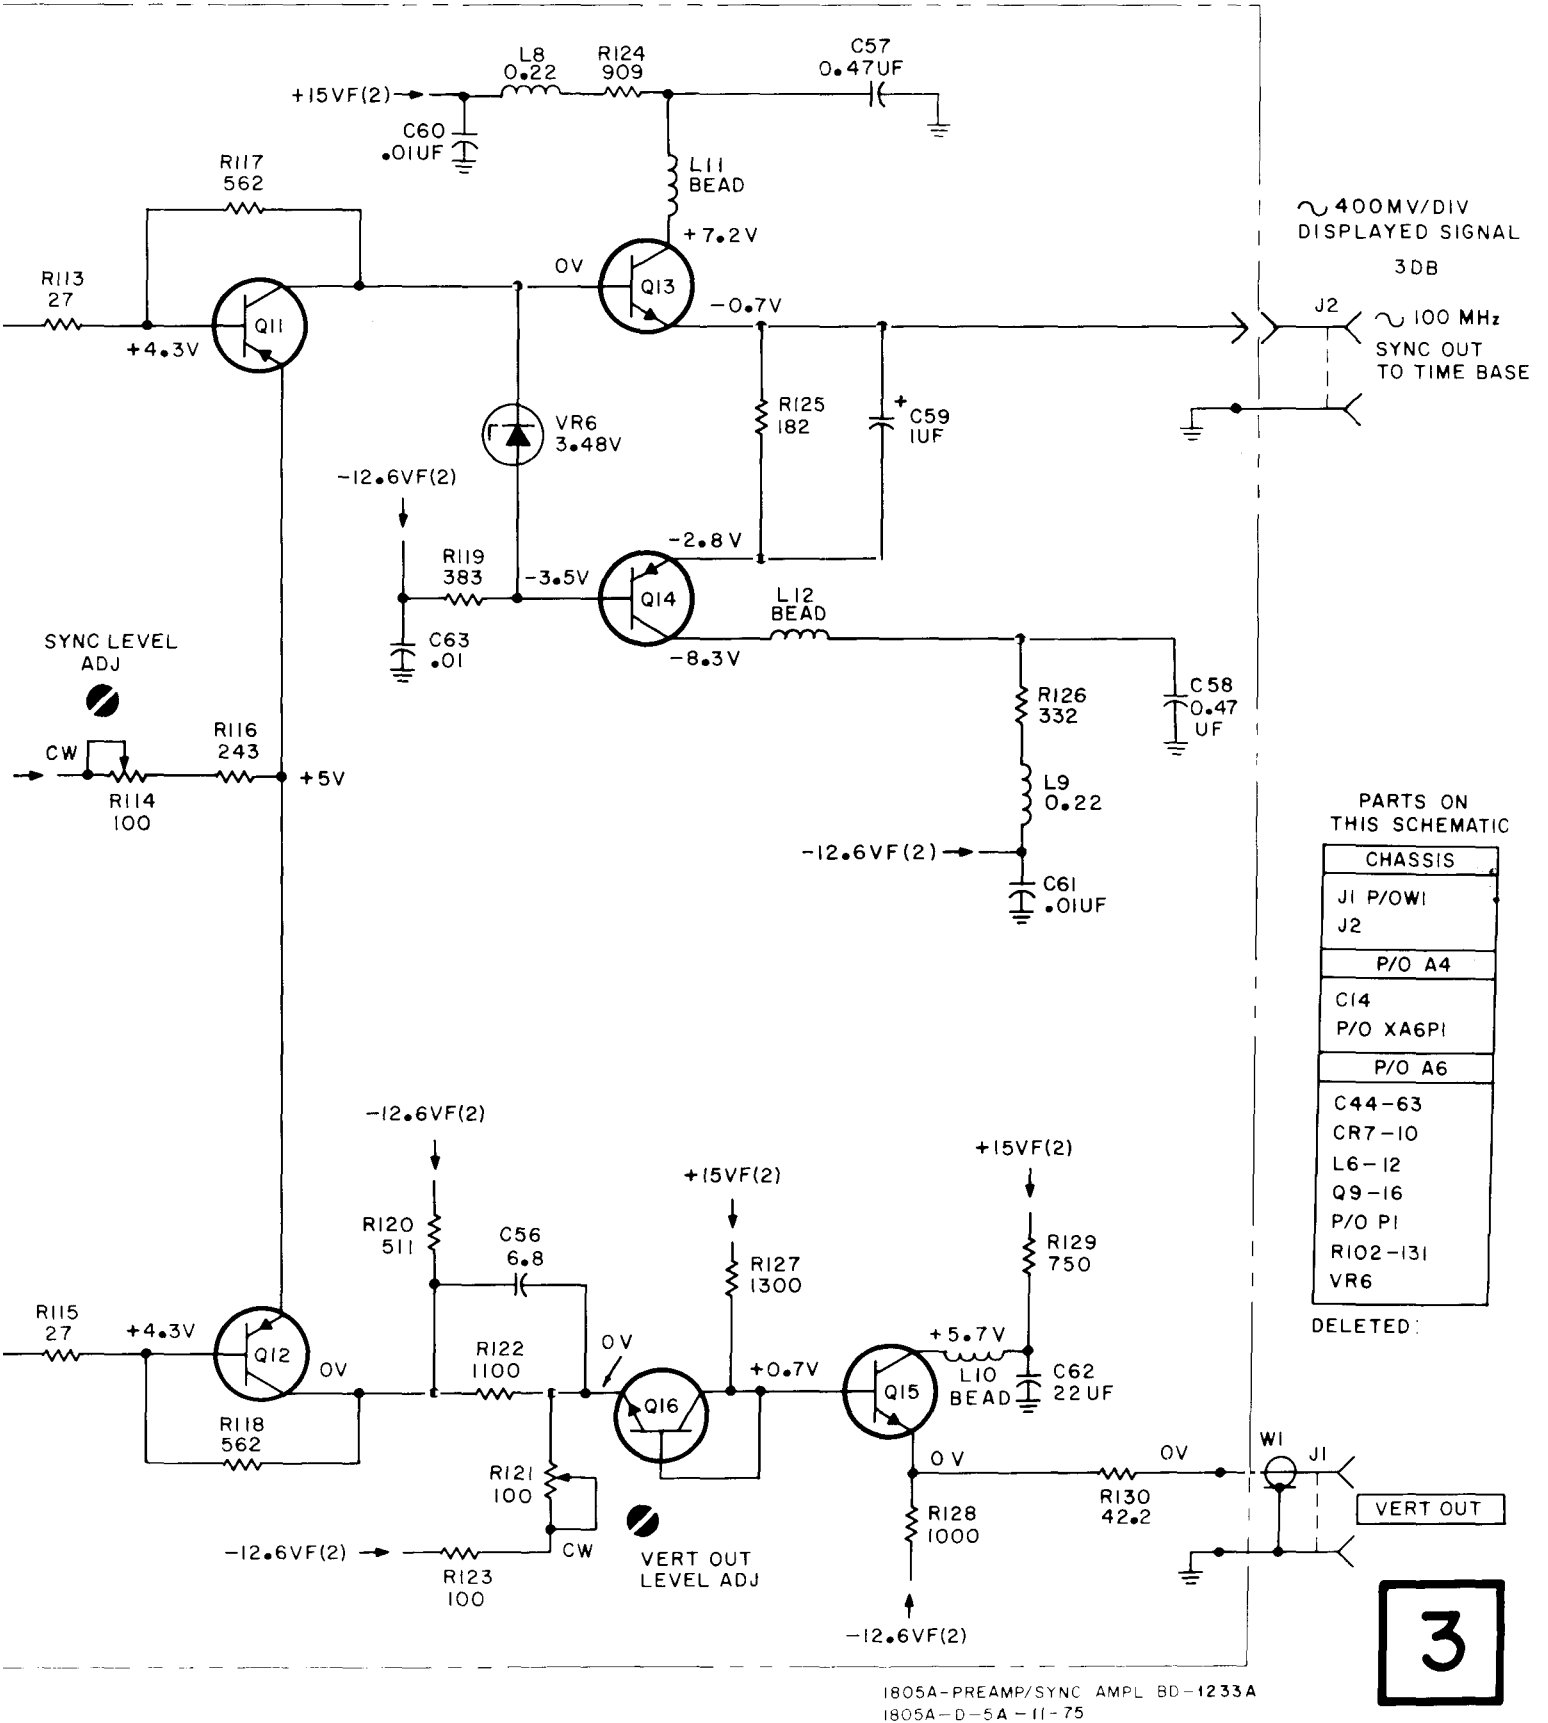 L8
0.22
R124
909
C57
0.47UF
+15VF(2)
C60
.01UF
L11
BEAD
R117
562
+7.2V
∿ 400MV/DIV
DISPLAYED SIGNAL
3DB
R113
27
0V
Q13
-0.7V
J2
∿ 100 MHz
SYNC OUT
TO TIME BASE
Q11
+4.3V
R125
182
+
C59
1UF
VR6
3.48V
-12.6VF(2)
-2.8V
R119
383
-3.5V
Q14
L12
BEAD
C63
.01
-8.3V
SYNC LEVEL
ADJ
R126
332
C58
0.47
UF
R116
243
CW
+5V
R114
100
L9
0.22
-12.6VF(2)
C61
.01UF
PARTS ON
THIS SCHEMATIC
CHASSIS
J1 P/OW1
J2
P/O A4
C14
P/O XA6P1
P/O A6
C44-63
CR7-10
L6-12
Q9-16
P/O P1
R102-131
VR6
DELETED:
-12.6VF(2)
+15VF(2)
+15VF(2)
R120
511
C56
6.8
R127
1300
R129
750
R115
27
+4.3V
Q12
0V
R122
1100
0V
+0.7V
+5.7V
L10
BEAD
C62
22UF
Q16
Q15
R118
562
R121
100
0V
R130
42.2
0V
W1
J1
VERT OUT
R128
1000
-12.6VF(2)
CW
R123
100
VERT OUT
LEVEL ADJ
-12.6VF(2)
3
1805A-PREAMP/SYNC AMPL BD-1233A
1805A-D-5A-11-75